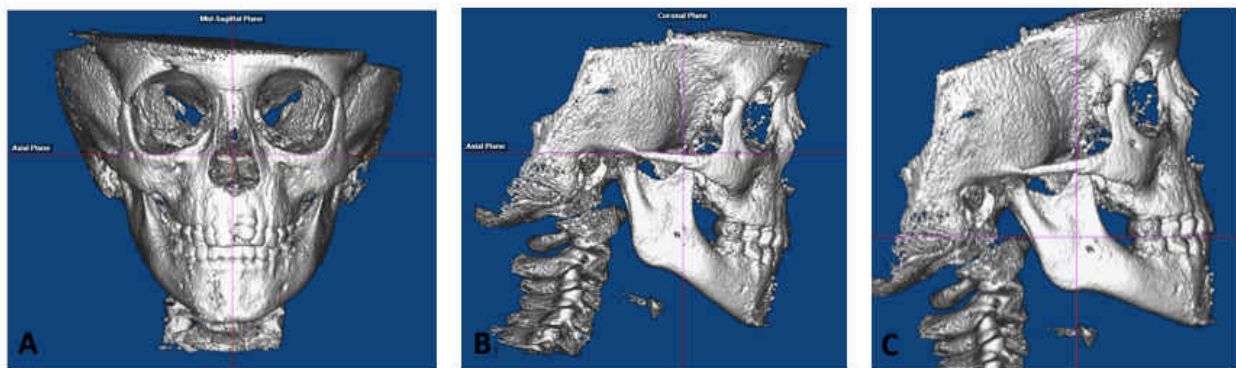 Mid-Sagittal Plane
Axial Plane
A
Coronal Plane
Axial Plane
B
C